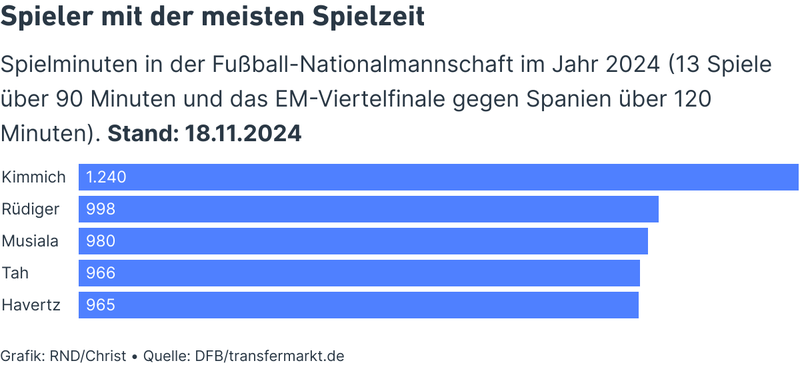 Spieler mit der meisten Spielzeit
Spielminuten in der Fußball-Nationalmannschaft im Jahr 2024 (13 Spiele
über 90 Minuten und das EM-Viertelfinale gegen Spanien über 120
Minuten). Stand: 18.11.2024
Kimmich 1.240
Rüdiger 998
Musiala 980
Tah 966
Havertz 965
Grafik: RND/Christ • Quelle: DFB/transfermarkt.de